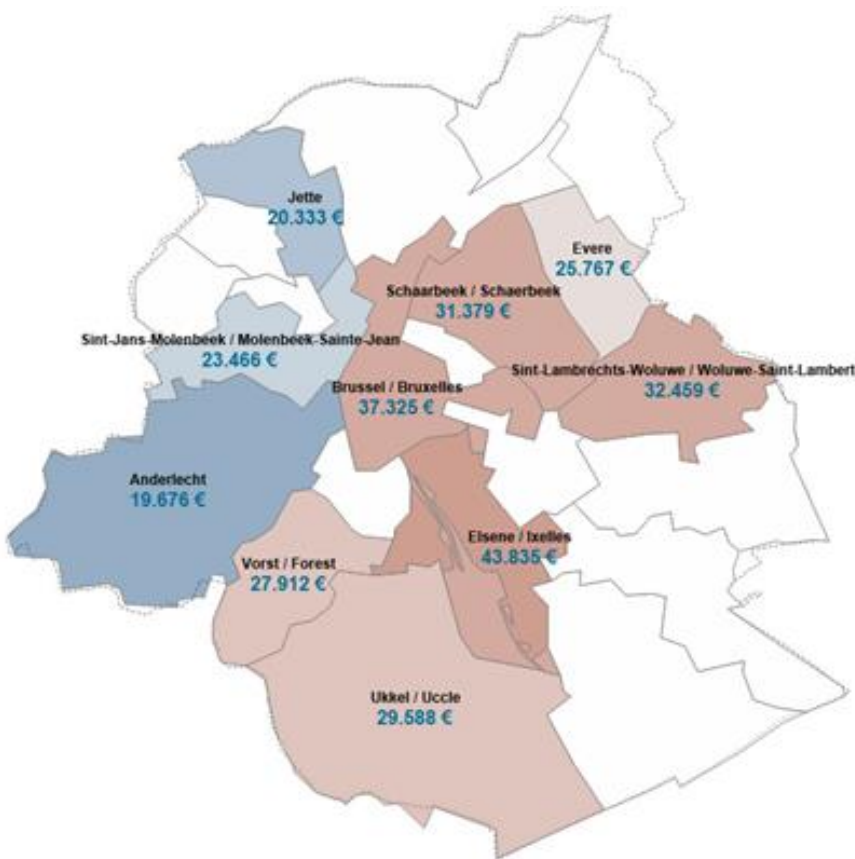 Jette
20.333 €
Evere
25.767 €
Schaarbeek / Schaerbeek
31.379 €
Sint-Jans-Molenbeek / Molenbeek-Sainte-Jean
23.466 €
Sint-Lambrechts-Woluwe / Woluwe-Saint-Lambert
32.459 €
Brussel / Bruxelles
37.325 €
Anderlecht
19.676 €
Elsene / Ixelles
43.835 €
Vorst / Forest
27.912 €
Ukkel / Uccle
29.588 €